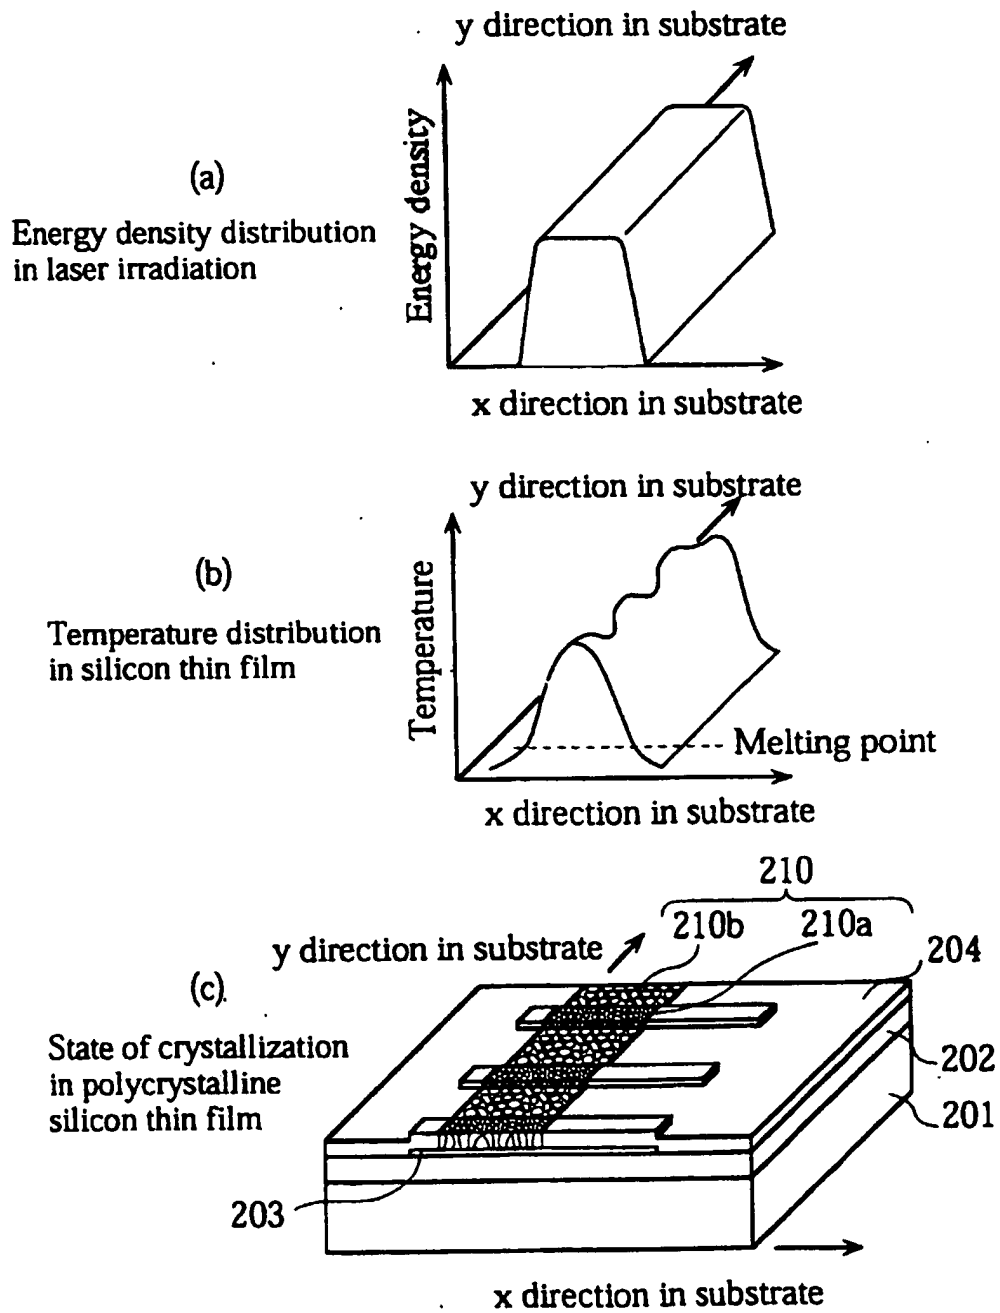 y direction in substrate
(a)
Energy density distribution
in laser irradiation
Energy density
x direction in substrate
y direction in substrate
(b)
Temperature distribution
in silicon thin film
Temperature
Melting point
x direction in substrate
210
210b
210a
y direction in substrate
204
(c).
State of crystallization
in polycrystalline
silicon thin film
202
201
203
x direction in substrate